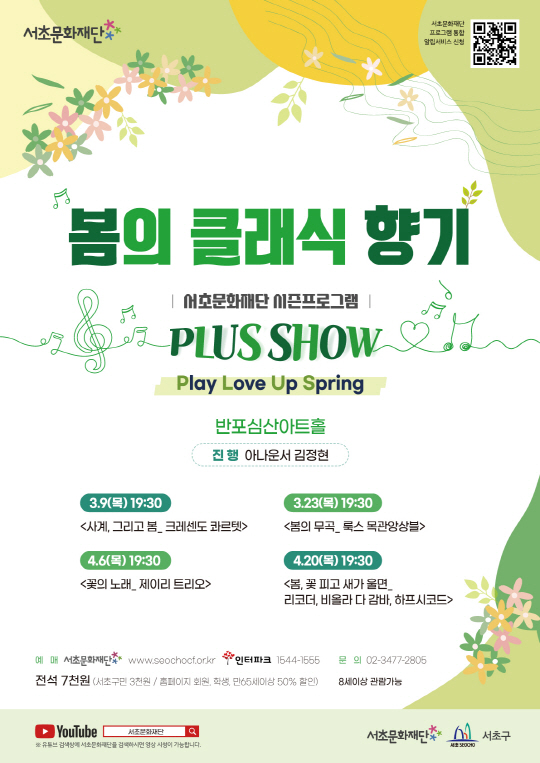 서초문화재단
서초문화재단
프로그램 통합
알림서비스 신청
봄의 클래식 향기
서초문화재단 시즌프로그램
PLUS SHOW
Play Love Up Spring
반포심산아트홀
진 행 아나운서 김정현
3.9(목) 19:30
<사계, 그리고 봄_ 크레센도 콰르텟>
3.23(목) 19:30
<봄의 무곡_ 룩스 목관앙상블>
4.6(목) 19:30
<꽃의 노래_ 제이리 트리오>
4.20(목) 19:30
<봄, 꽃 피고 새가 울면_
리코더, 비올라 다 감바, 하프시코드>
예 매 서초문화재단 www.seochocf.or.kr 인터파크 1544-1555 문 의 02-3477-2805
전석 7천원 (서초구민 3천원 / 홈페이지 회원, 학생, 만65세이상 50% 할인) 8세이상 관람가능
YouTube 서초문화재단
※ 유튜브 검색창에 서초문화재단을 검색하시면 영상 시청이 가능합니다.
서초문화재단 서초 SEOCHO 서초구